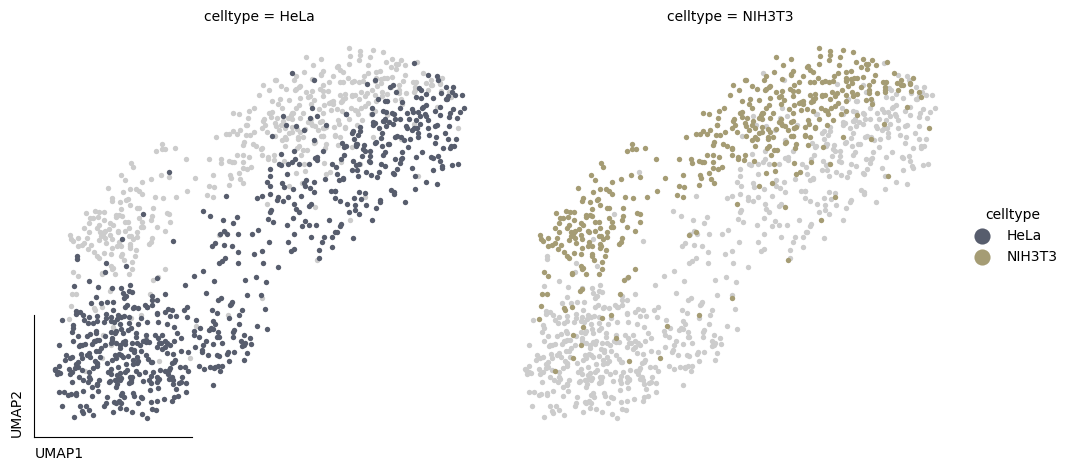 celltype = HeLa
celltype = NIH3T3
celltype
HeLa
NIH3T3
UMAP2
UMAP1